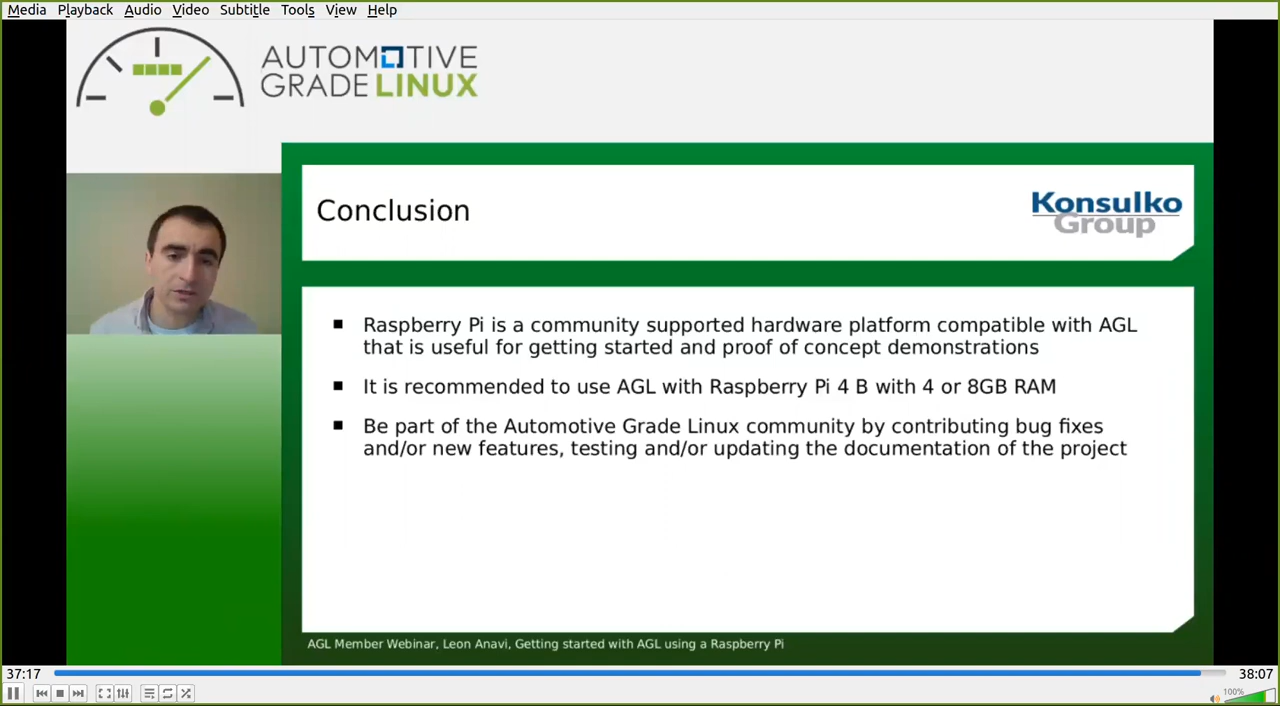 Media Playback Audio Video Subtitle Tools View Help
AUTOMOTIVE
GRADE LINUX
Conclusion
Konsulko
Group
Raspberry Pi is a community supported hardware platform compatible with AGL
that is useful for getting started and proof of concept demonstrations
It is recommended to use AGL with Raspberry Pi 4 B with 4 or 8GB RAM
Be part of the Automotive Grade Linux community by contributing bug fixes
and/or new features, testing and/or updating the documentation of the project
AGL Member Webinar, Leon Anavi, Getting started with AGL using a Raspberry Pi
37:17 38:07
100%